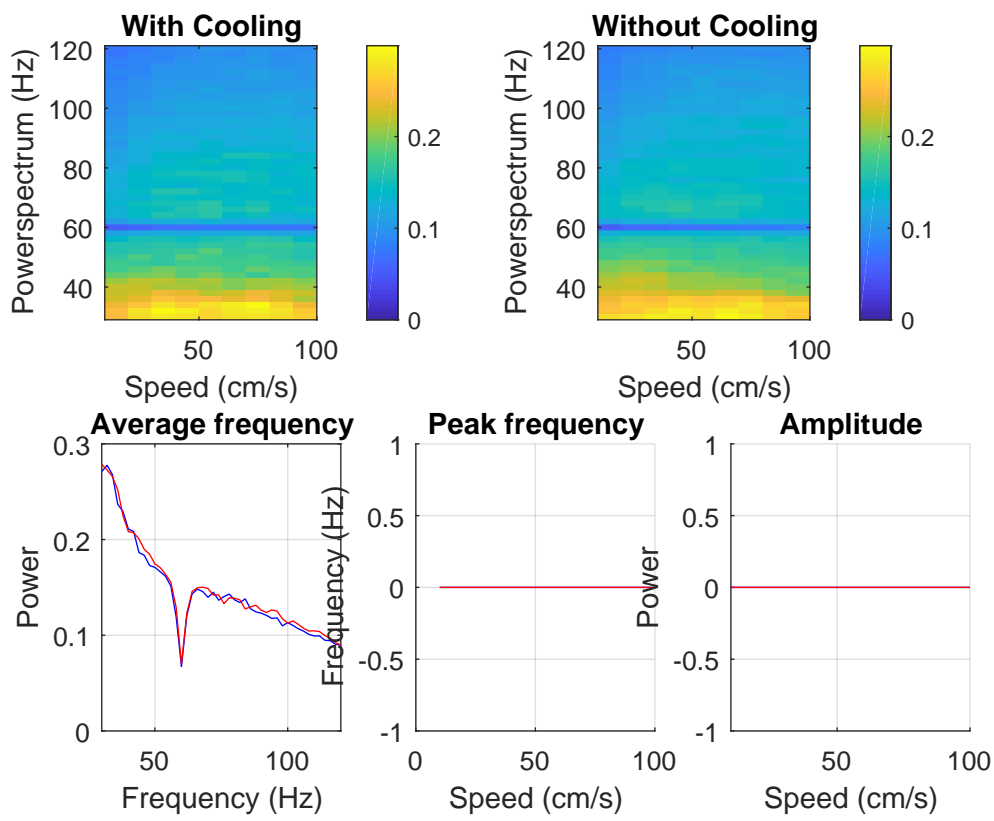 With Cooling
Without Cooling
Powerspectrum (Hz)
120
100
80
60
40
50
100
Speed (cm/s)
0.2
0.1
0
Powerspectrum (Hz)
120
100
80
60
40
50
100
Speed (cm/s)
0.2
0.1
0
Average frequency
Power
0.3
0.2
0.1
0
50
100
Frequency (Hz)
Peak frequency
Frequency (Hz)
1
0.5
0
-0.5
-1
0
50
100
Speed (cm/s)
Amplitude
Power
1
0.5
0
-0.5
-1
50
100
Speed (cm/s)